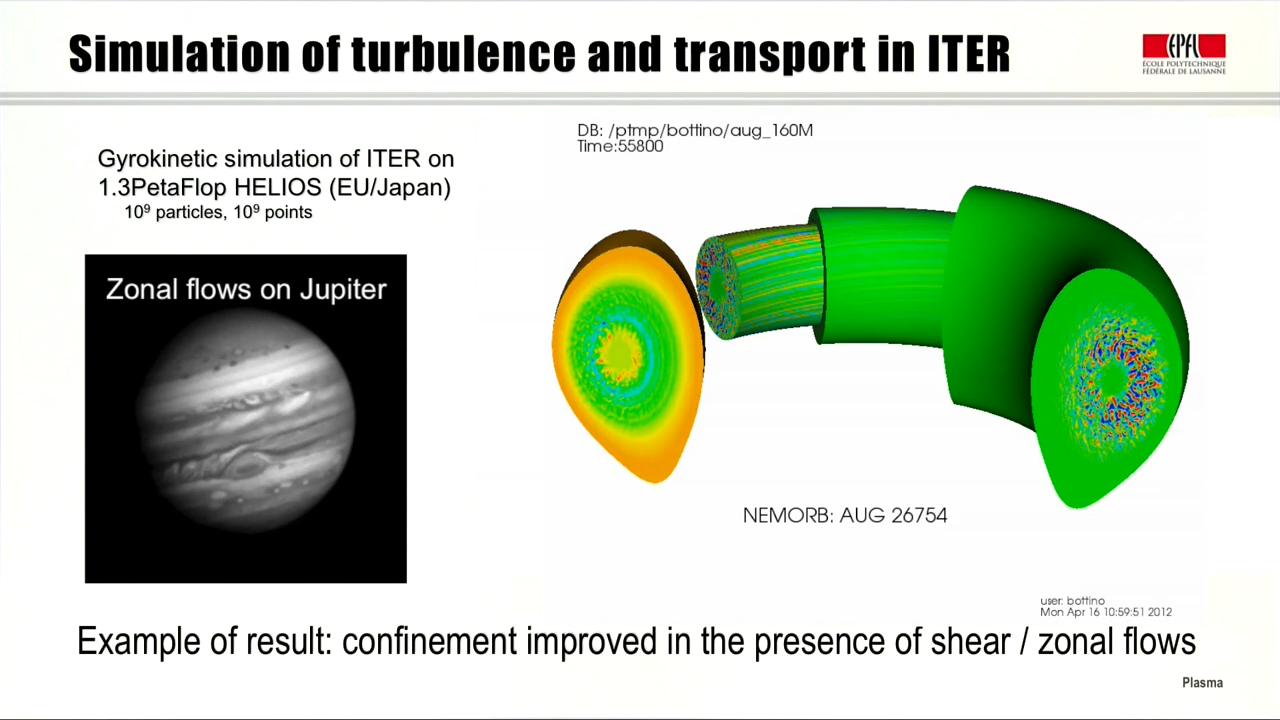 Simulation of turbulence and transport in ITER
EPFL
ÉCOLE POLYTECHNIQUE
FÉDÉRALE DE LAUSANNE
DB: /ptmp/bottino/aug_160M
Time:55800
Gyrokinetic simulation of ITER on
1.3PetaFlop HELIOS (EU/Japan)
10⁹ particles, 10⁹ points
Zonal flows on Jupiter
NEMORB: AUG 26754
user: bottino
Mon Apr 16 10:59:51 2012
Example of result: confinement improved in the presence of shear / zonal flows
Plasma